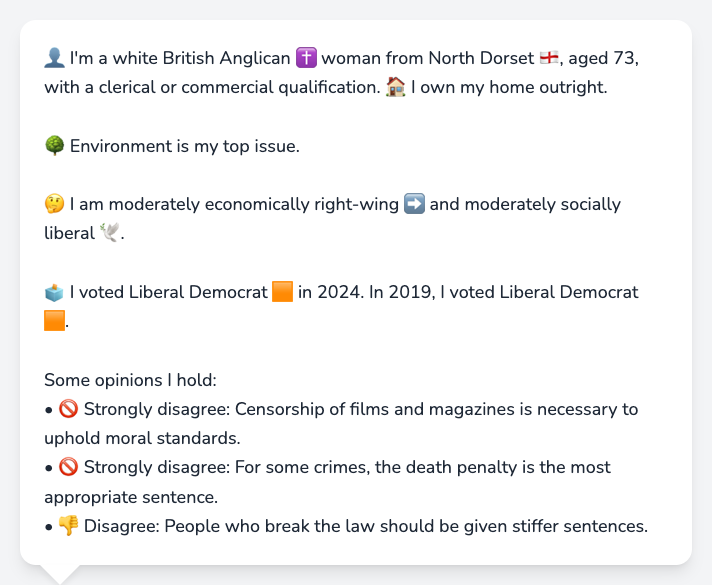 👤 I'm a white British Anglican ✝️ woman from North Dorset 🏴󠁧󠁢󠁥󠁮󠁧󠁿, aged 73,
with a clerical or commercial qualification. 🏠 I own my home outright.
🌳 Environment is my top issue.
🤔 I am moderately economically right-wing ➡️ and moderately socially
liberal 🕊️.
🗳️ I voted Liberal Democrat 🟧 in 2024. In 2019, I voted Liberal Democrat
🟧.
Some opinions I hold:
• 🚫 Strongly disagree: Censorship of films and magazines is necessary to
uphold moral standards.
• 🚫 Strongly disagree: For some crimes, the death penalty is the most
appropriate sentence.
• 👎 Disagree: People who break the law should be given stiffer sentences.